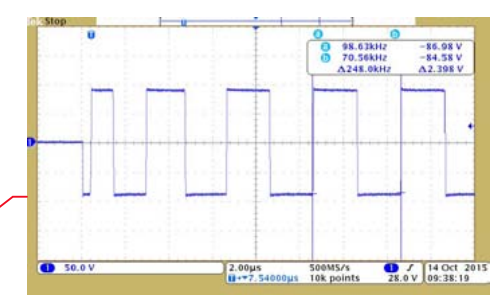 Stop
a b
a 98.63kHz -86.98 V
b 70.56kHz -84.58 V
Δ248.0kHz Δ2.398 V
1
1 50.0 V 2.00μs 500MS/s 1 14 Oct 2015
10k points 28.0 V 09:38:19
T→▼7.54000μs